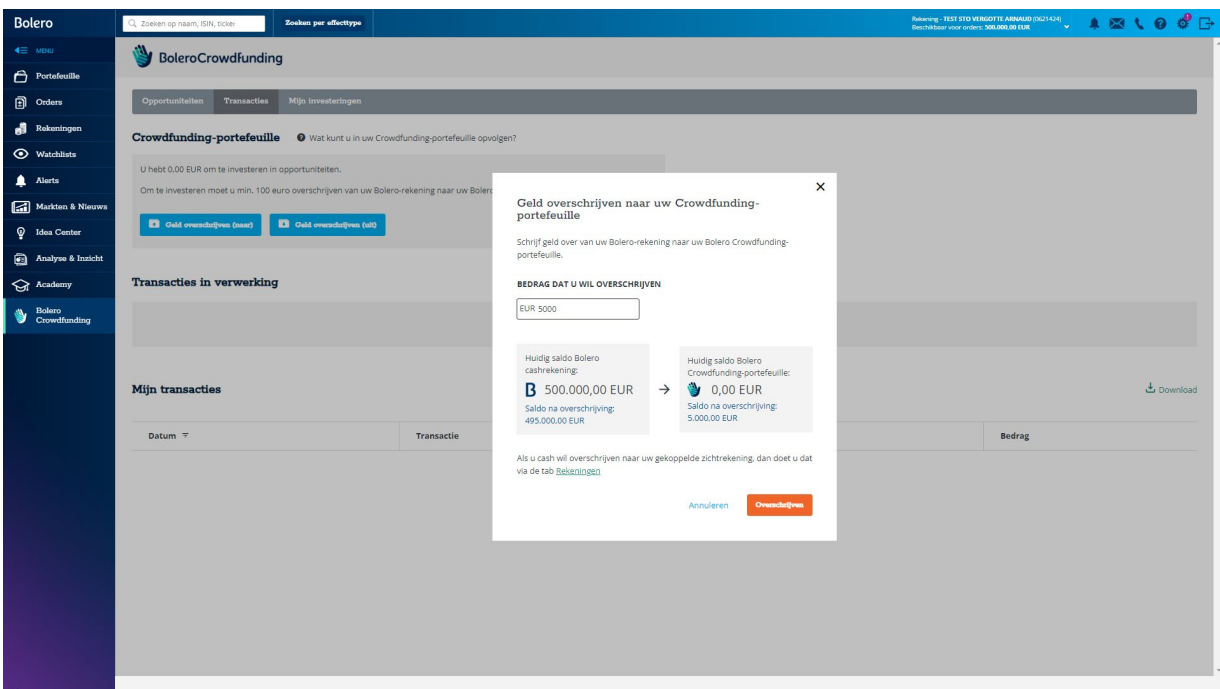 Bolero
Zoeken op naam, ISIN, ticker
Zoeken per effecttype
Rekening - TEST STO VERGOTTE ARNAUD (0621424)
Beschikbaar voor orders: 500.000,00 EUR
MENU
Portefeuille
Orders
Rekeningen
Watchlists
Alerts
Markten & Nieuws
Idea Center
Analyse & Inzicht
Academy
Bolero
Crowdfunding
BoleroCrowdfunding
Opportuniteiten
Transacties
Mijn investeringen
Crowdfunding-portefeuille
Wat kunt u in uw Crowdfunding-portefeuille opvolgen?
U hebt 0,00 EUR om te investeren in opportuniteiten.
Om te investeren moet u min. 100 euro overschrijven van uw Bolero-rekening naar uw Bolero
Geld overschrijven (naar)
Geld overschrijven (uit)
Transacties in verwerking
Mijn transacties
Download
Datum
Transactie
Bedrag
Geld overschrijven naar uw Crowdfunding-
portefeuille
Schrijf geld over van uw Bolero-rekening naar uw Bolero Crowdfunding-
portefeuille.
BEDRAG DAT U WIL OVERSCHRIJVEN
EUR 5000
Huidig saldo Bolero
cashrekening:
B 500.000,00 EUR
Saldo na overschrijving:
495.000,00 EUR
Huidig saldo Bolero
Crowdfunding-portefeuille:
0,00 EUR
Saldo na overschrijving:
5.000,00 EUR
Als u cash wil overschrijven naar uw gekoppelde zichtrekening, dan doet u dat
via de tab Rekeningen
Annuleren
Overschrijven